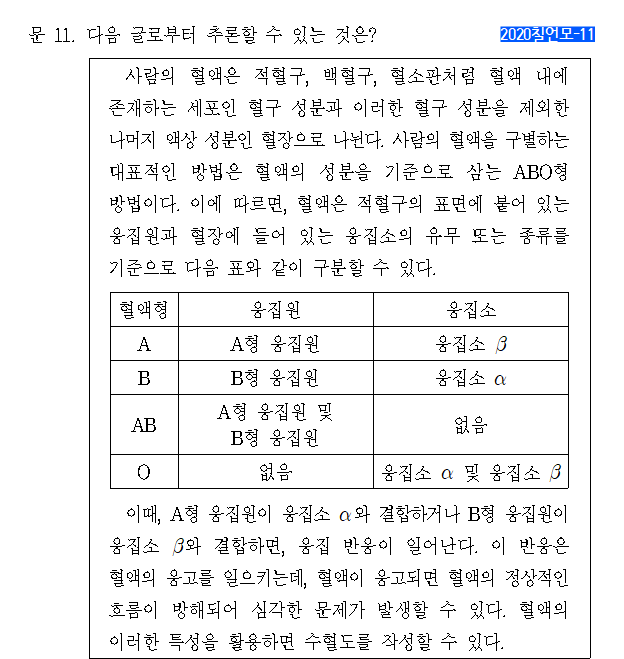 문 11. 다음 글로부터 추론할 수 있는 것은?
2020침언모-11
사람의 혈액은 적혈구, 백혈구, 혈소판처럼 혈액 내에
존재하는 세포인 혈구 성분과 이러한 혈구 성분을 제외한
나머지 액상 성분인 혈장으로 나뉜다. 사람의 혈액을 구별하는
대표적인 방법은 혈액의 성분을 기준으로 삼는 ABO형
방법이다. 이에 따르면, 혈액은 적혈구의 표면에 붙어 있는
응집원과 혈장에 들어 있는 응집소의 유무 또는 종류를
기준으로 다음 표와 같이 구분할 수 있다.
혈액형 응집원 응집소
A A형 응집원 응집소 β
B B형 응집원 응집소 α
AB A형 응집원 및 없음
B형 응집원
O 없음 응집소 α 및 응집소 β
이때, A형 응집원이 응집소 α와 결합하거나 B형 응집원이
응집소 β와 결합하면, 응집 반응이 일어난다. 이 반응은
혈액의 응고를 일으키는데, 혈액이 응고되면 혈액의 정상적인
흐름이 방해되어 심각한 문제가 발생할 수 있다. 혈액의
이러한 특성을 활용하면 수혈도를 작성할 수 있다.